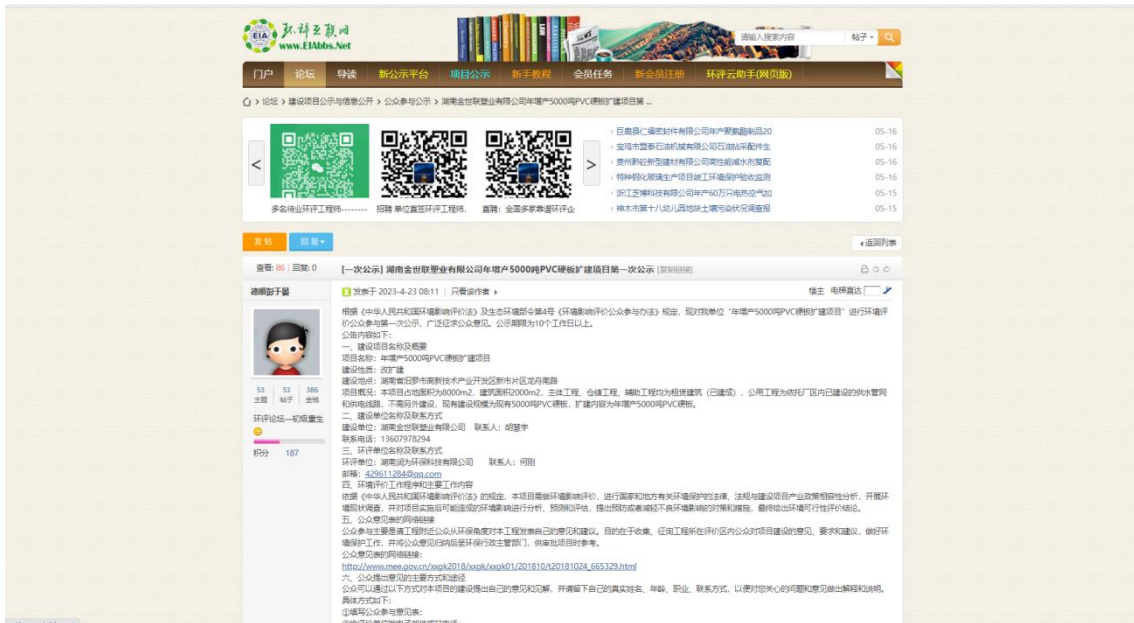 环评互联网
www.EIAbbs.Net
请输入搜索内容 帖子
门户 论坛 导读 新公示平台 项目公示 新手教程 会员任务 新会员注册 环评云助手(网页版)
> 论坛 > 建设项目公示与信息公开 > 公众参与公示 > 湖南金世联塑业有限公司年增产5000吨PVC硬板扩建项目第 ...
巨鹿县仁福密封件有限公司年产聚氨酯制品20 05-16
宝鸡市盟泰石油机械有限公司石油钻采配件生 05-16
贵州黔砼新型建材有限公司高性能减水剂复配 05-16
特种钢化玻璃生产项目竣工环境保护验收监测 05-16
浙江芝博科技有限公司年产60万只电热空气加 05-15
神木市第十八幼儿园地块土壤污染状况调查报 05-15
多名待业环评工程师--------
招聘 单位直签环评工程师,
直聘：全国多家靠谱环评企
发帖 回复
返回列表
查看: 86 | 回复: 0
[一次公示] 湖南金世联塑业有限公司年增产5000吨PVC硬板扩建项目第一次公示 [复制链接]
德顺彭于晏
发表于 2023-4-23 08:11 | 只看该作者
楼主 电梯直达
根据《中华人民共和国环境影响评价法》及生态环境部令第4号《环境影响评价公众参与办法》规定，现对我单位“年增产5000吨PVC硬板扩建项目”进行环境评
价公众参与第一次公示，广泛征求公众意见。公示期限为10个工作日以上。
公告内容如下：
一、建设项目名称及概要
项目名称：年增产5000吨PVC硬板扩建项目
建设性质：改扩建
建设地点：湖南省汨罗市高新技术产业开发区新市片区龙舟南路
项目概况：本项目占地面积为8000m2，建筑面积2000m2，主体工程、仓储工程、辅助工程均为租赁建筑（已建成），公用工程为依托厂区内已建设的供水管网
和供电线路，不需另外建设，现有建设规模为现有5000吨PVC硬板，扩建内容为年增产5000吨PVC硬板。
二、建设单位名称及联系方式
建设单位：湖南金世联塑业有限公司 联系人：胡慧宇
联系电话：13607978294
三、环评单位名称及联系方式
环评单位：湖南润为环保科技有限公司 联系人：何刚
邮箱：429611284@qq.com
四、环境评价工作程序和主要工作内容
依据《中华人民共和国环境影响评价法》的规定，本项目需做环境影响评价，进行国家和地方有关环境保护的法律、法规与建设项目产业政策相容性分析，开展环
境现状调查，并对项目实施后可能造成的环境影响进行分析、预测和评估，提出预防或者减轻不良环境影响的对策和措施，最终给出环境可行性评价结论。
五、公众意见表的网络链接
公众参与主要是请工程附近公众从环保角度对本工程发表自己的意见和建议。目的在于收集、征询工程所在评价区内公众对项目建设的意见、要求和建议，做好环
境保护工作，并将公众意见归纳后呈环保行政主管部门，供审批项目时参考。
公众意见表的网络链接：
http://www.mee.gov.cn/xxgk2018/xxgk/xxgk01/201810/t20181024_665329.html
六、公众提出意见的主要方式和途径
公众可以通过以下方式对本项目的建设提出自己的意见和见解，并请留下自己的真实姓名、年龄、职业、联系方式，以便对您关心的问题和意见做出解释和说明。
具体方式如下：
①填写公众参与意见表；
53 53 386
主题 帖子 金钱
环评论坛—初级童生
积分 187